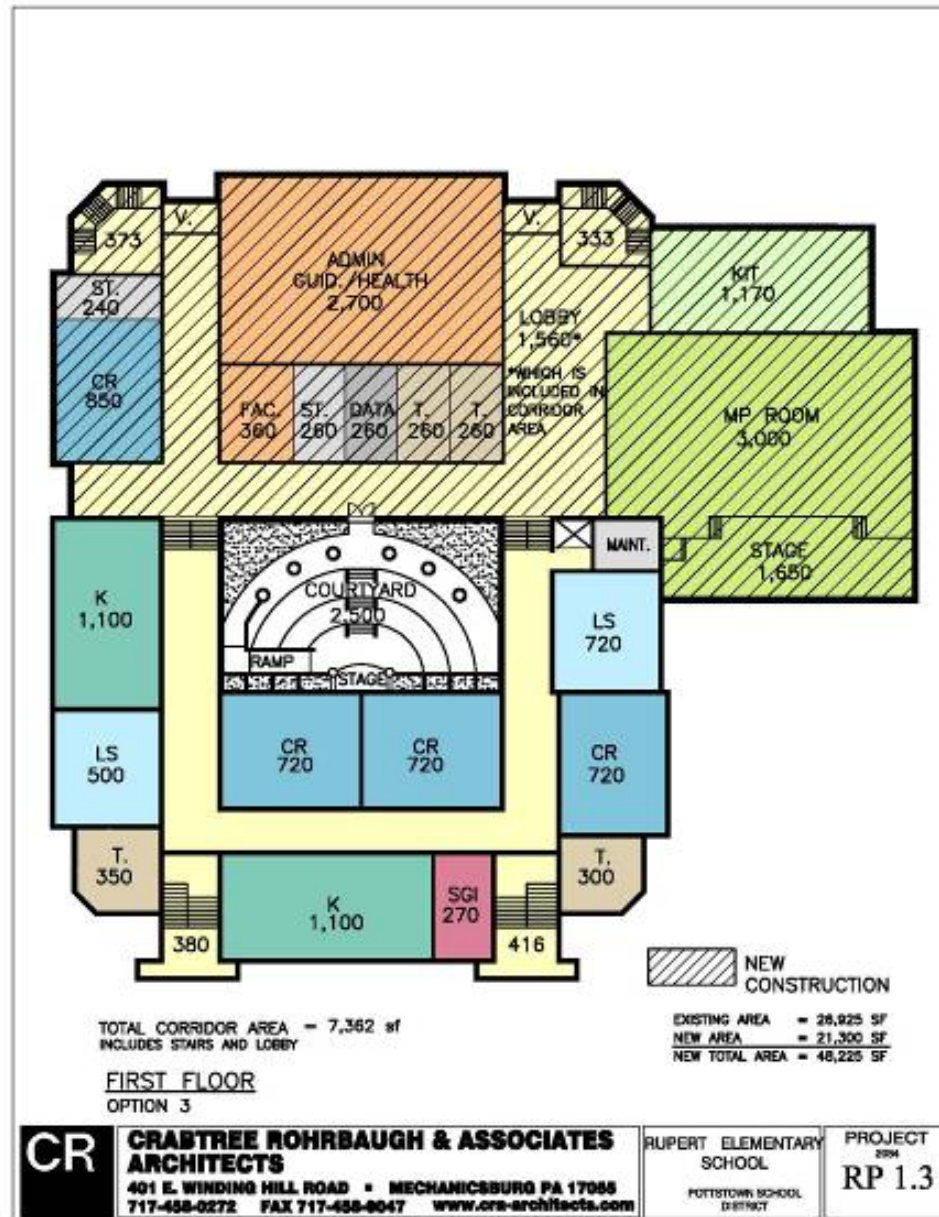 V.
V.
373
333
ADMIN
GUID./HEALTH
2,700
KIT.
1,170
ST.
240
LOBBY
1,560*
*WHICH IS
INCLUDED IN
CORRIDOR
AREA
CR
850
FAC.
360
ST.
260
DATA
260
T.
260
T.
260
MP ROOM
3,000
STAGE
1,650
MAINT.
K
1,100
COURTYARD
2,500
RAMP
STAGE
LS
720
LS
500
CR
720
CR
720
CR
720
T.
350
T.
300
K
1,100
SGI
270
380
416
NEW
CONSTRUCTION
TOTAL CORRIDOR AREA = 7,362 sf
INCLUDES STAIRS AND LOBBY
EXISTING AREA = 26,925 SF
NEW AREA = 21,300 SF
NEW TOTAL AREA = 48,225 SF
FIRST FLOOR
OPTION 3
CR
CRABTREE ROHRBAUGH & ASSOCIATES
ARCHITECTS
401 E. WINDING HILL ROAD ▪ MECHANICSBURG PA 17055
717-458-0272 FAX 717-458-0047 www.cra-architects.com
RUPERT ELEMENTARY
SCHOOL
POTTSTOWN SCHOOL
DISTRICT
PROJECT
RP 1.3